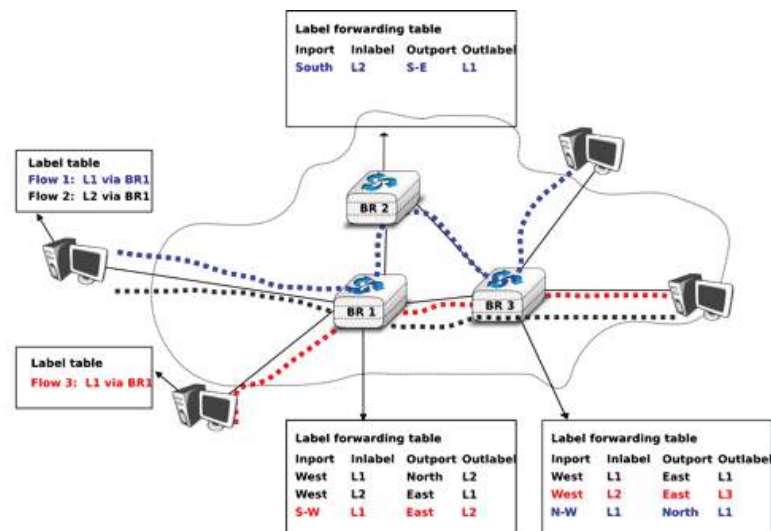 Label forwarding table
Inport Inlabel Outport Outlabel
South L2 S-E L1
Label table
Flow 1: L1 via BR1
Flow 2: L2 via BR1
BR 2
BR 1
BR 3
Label table
Flow 3: L1 via BR1
Label forwarding table
Inport Inlabel Outport Outlabel
West L1 North L2
West L2 East L1
S-W L1 East L2
Label forwarding table
Inport Inlabel Outport Outlabel
West L1 East L1
West L2 East L3
N-W L1 North L1